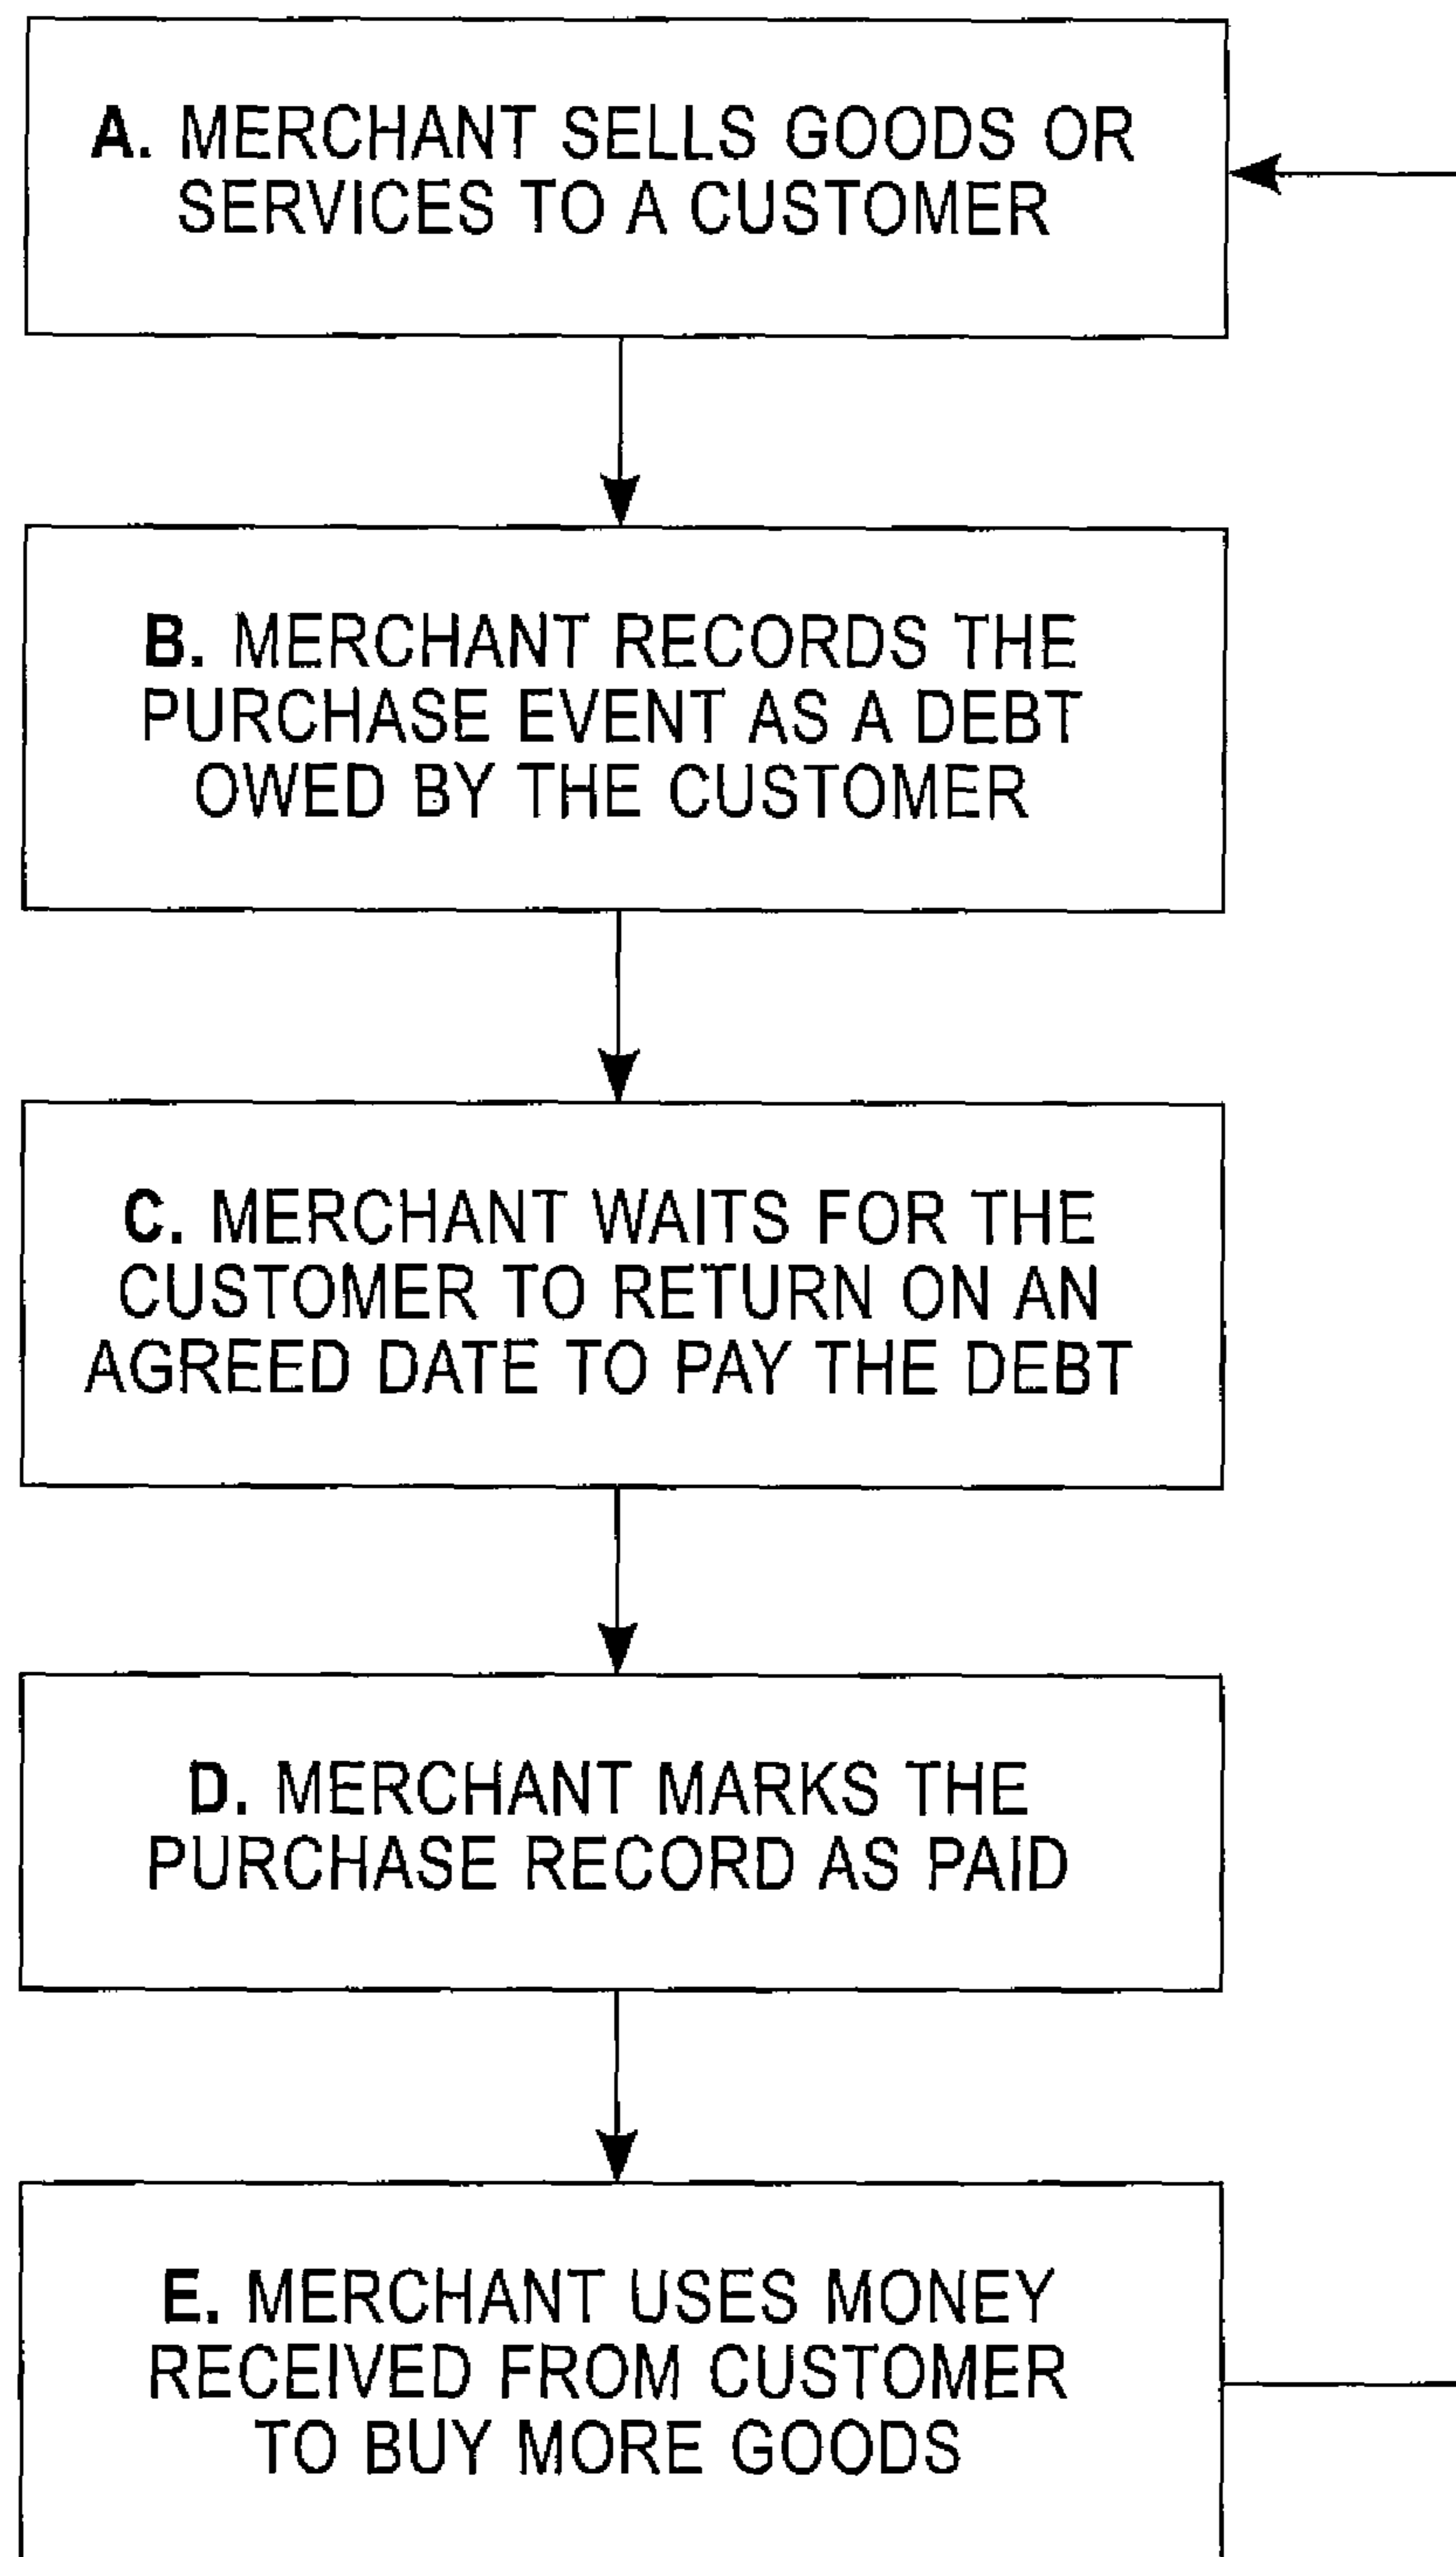 A. MERCHANT SELLS GOODS OR
SERVICES TO A CUSTOMER
B. MERCHANT RECORDS THE
PURCHASE EVENT AS A DEBT
OWED BY THE CUSTOMER
C. MERCHANT WAITS FOR THE
CUSTOMER TO RETURN ON AN
AGREED DATE TO PAY THE DEBT
D. MERCHANT MARKS THE
PURCHASE RECORD AS PAID
E. MERCHANT USES MONEY
RECEIVED FROM CUSTOMER
TO BUY MORE GOODS